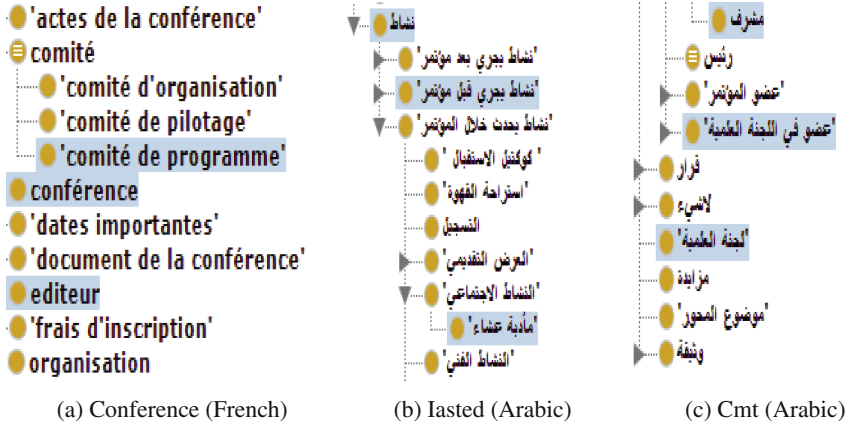 'actes de la conférence'
comité
'comité d'organisation'
'comité de pilotage'
'comité de programme'
conférence
'dates importantes'
'document de la conférence'
editeur
'frais d'inscription'
organisation
(a) Conference (French)
نشاط
'نشاط يجري بعد مؤتمر'
'نشاط يجري قبل مؤتمر'
'نشاط يحدث خلال المؤتمر'
' كوكتيل الاستقبال'
'استراحة القهوة'
التسجيل
'العرض التقديمي'
'النشاط الاجتماعي'
'مأدبة عشاء'
'النشاط الفني'
(b) Iasted (Arabic)
مشرف
رئيس
'عضو المؤتمر'
'عضو في اللجنة العلمية'
قرار
لاشيء
'لجنة العلمية'
مزايدة
'موضوع المحور'
وثيقة
(c) Cmt (Arabic)